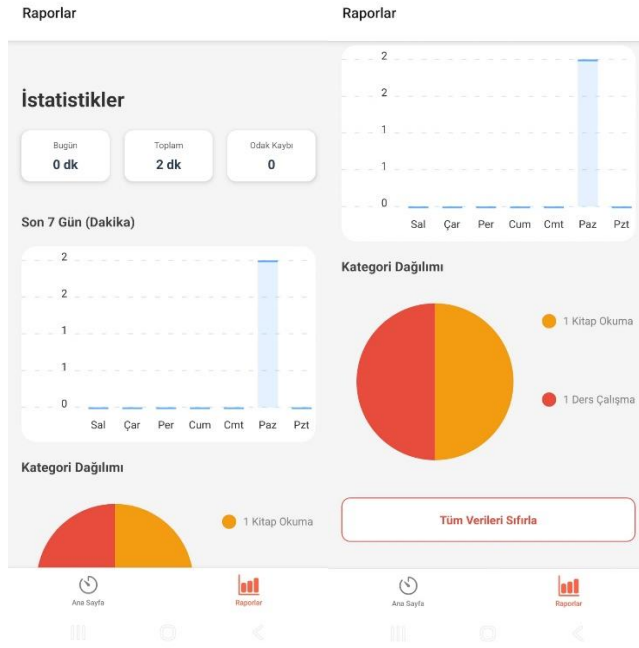 Raporlar
İstatistikler
Bugün
0 dk
Toplam
2 dk
Odak Kaybı
0
Son 7 Gün (Dakika)
2
2
1
1
0
Sal Çar Per Cum Cmt Paz Pzt
Kategori Dağılımı
1 Kitap Okuma
Ana Sayfa
Raporlar
Raporlar
2
2
1
1
0
Sal Çar Per Cum Cmt Paz Pzt
Kategori Dağılımı
1 Kitap Okuma
1 Ders Çalışma
Tüm Verileri Sıfırla
Ana Sayfa
Raporlar